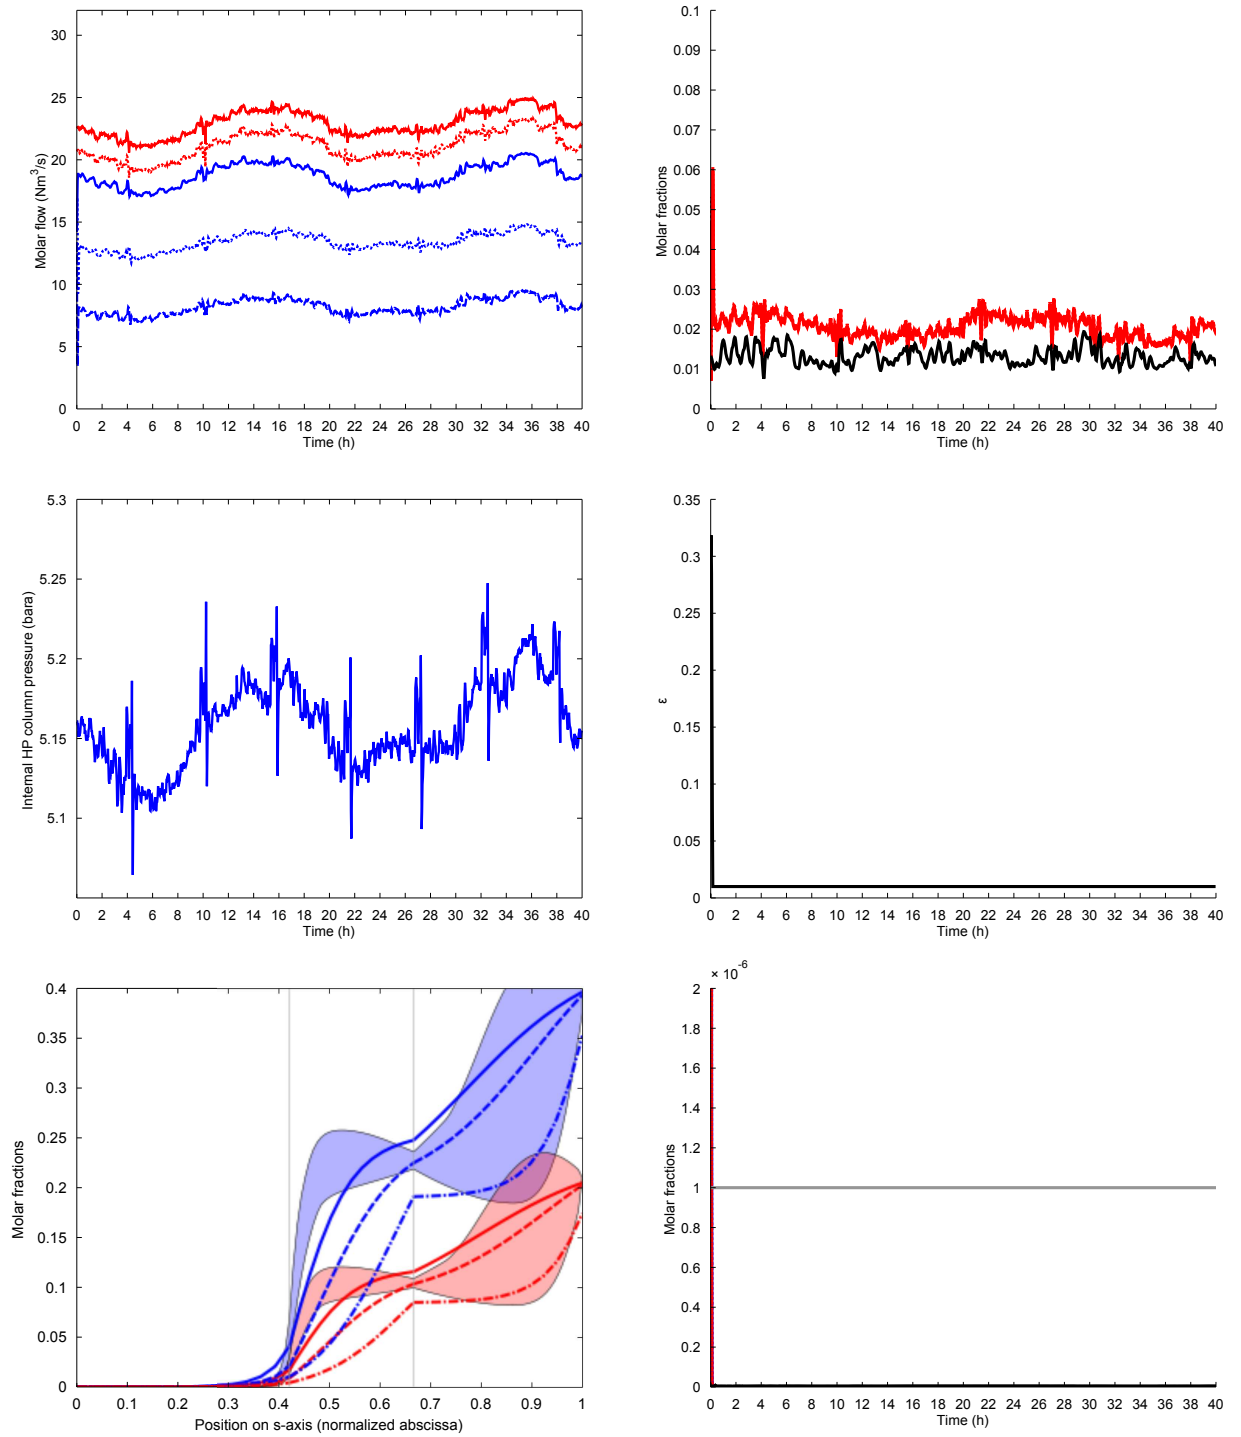 30
25
20
15
10
5
0
Molar flow (Nm³/s)
0 2 4 6 8 10 12 14 16 18 20 22 24 26 28 30 32 34 36 38 40
Time (h)
0.1
0.09
0.08
0.07
0.06
0.05
0.04
0.03
0.02
0.01
0
Molar fractions
0 2 4 6 8 10 12 14 16 18 20 22 24 26 28 30 32 34 36 38 40
Time (h)
5.3
5.25
5.2
5.15
5.1
Internal HP column pressure (bara)
0 2 4 6 8 10 12 14 16 18 20 22 24 26 28 30 32 34 36 38 40
Time (h)
0.35
0.3
0.25
0.2
0.15
0.1
0.05
0
ε
0 2 4 6 8 10 12 14 16 18 20 22 24 26 28 30 32 34 36 38 40
Time (h)
0.4
0.35
0.3
0.25
0.2
0.15
0.1
0.05
0
Molar fractions
0 0.1 0.2 0.3 0.4 0.5 0.6 0.7 0.8 0.9 1
Position on s-axis (normalized abscissa)
× 10⁻⁶
2
1.8
1.6
1.4
1.2
1
0.8
0.6
0.4
0.2
0
Molar fractions
0 2 4 6 8 10 12 14 16 18 20 22 24 26 28 30 32 34 36 38 40
Time (h)